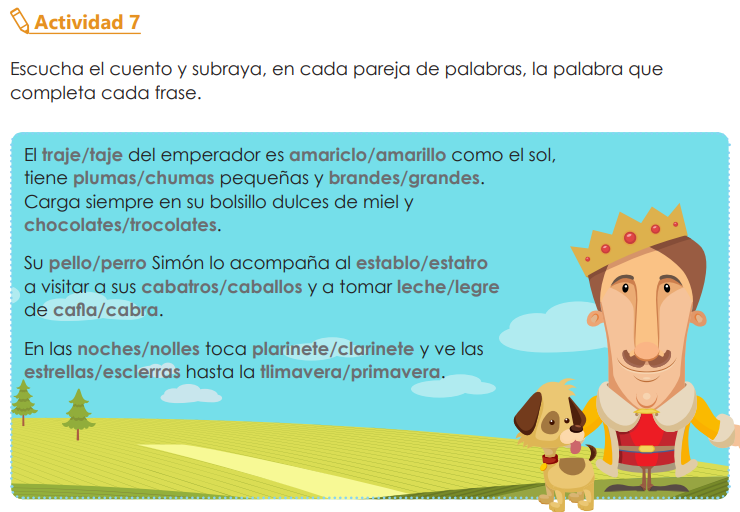 Actividad 7
Escucha el cuento y subraya, en cada pareja de palabras, la palabra que
completa cada frase.
El traje/taje del emperador es amariclo/amarillo como el sol,
tiene plumas/chumas pequeñas y brandes/grandes.
Carga siempre en su bolsillo dulces de miel y
chocolates/trocolates.
Su pello/perro Simón lo acompaña al establo/estatro
a visitar a sus cabatros/caballos y a tomar leche/legre
de cafla/cabra.
En las noches/nolles toca plarinete/clarinete y ve las
estrellas/esclerras hasta la tlimavera/primavera.